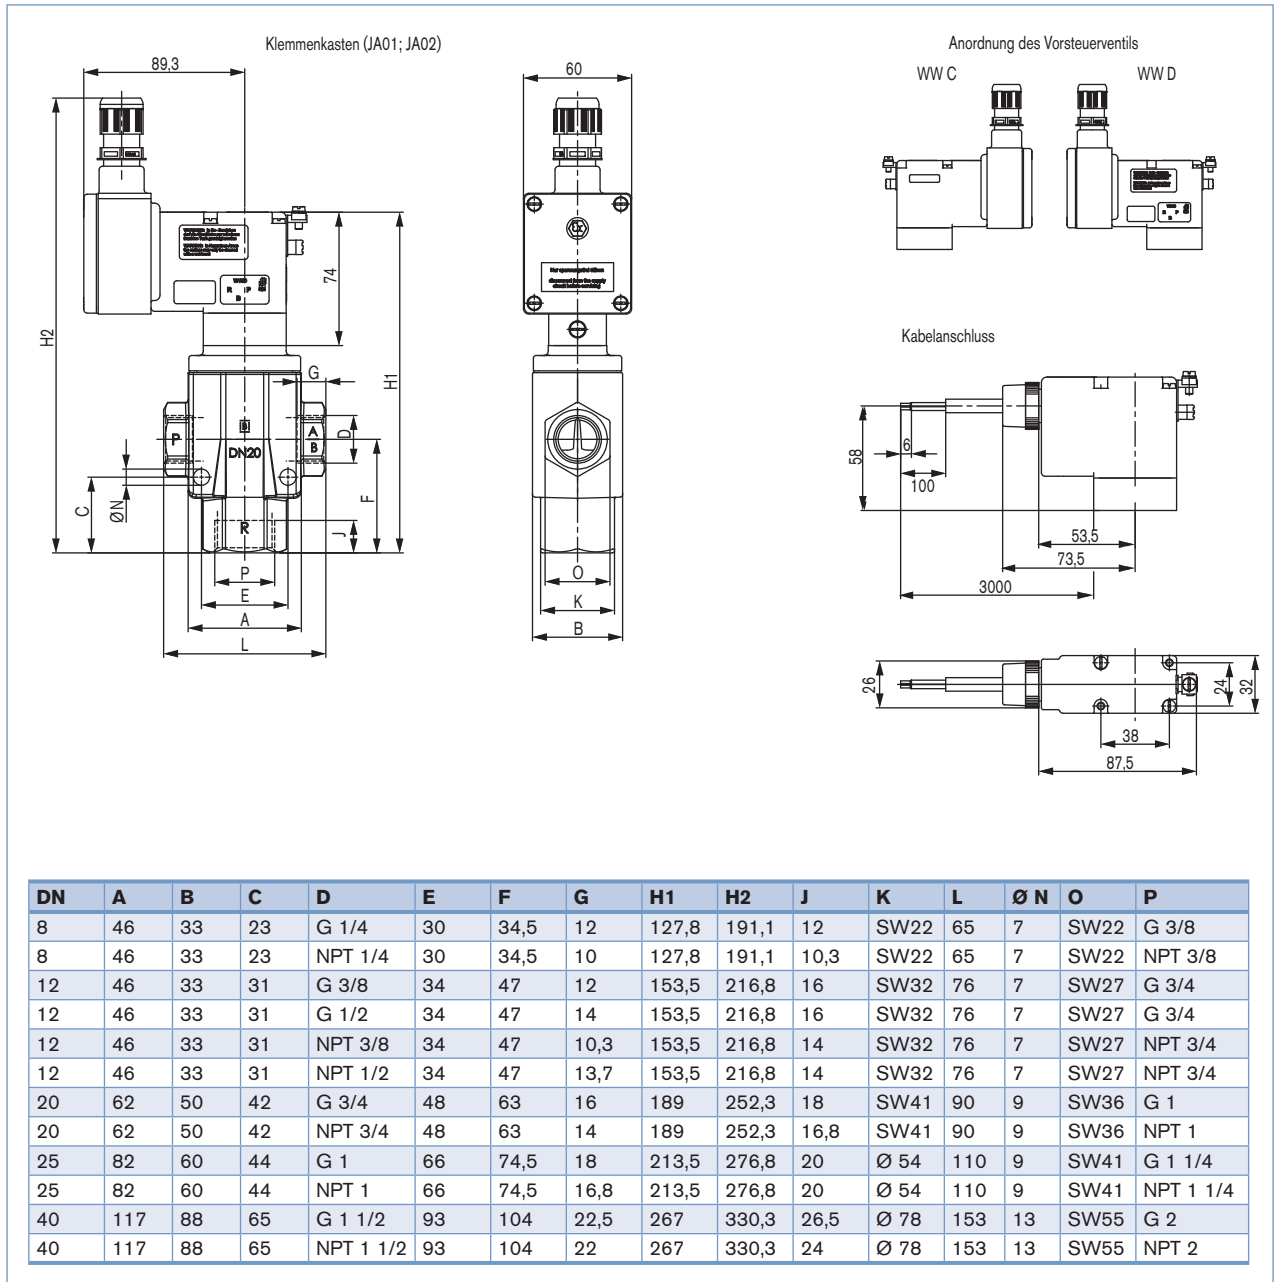 Klemmenkasten (JA01; JA02)
89,3
H2
74
H1
G
P
A
B
D
DN20
C
ØN
F
J
R
P
E
A
L
60
Nur spannungsfrei öffnen
disconnect from the supply
circuit before servicing
O
K
B
Anordnung des Vorsteuerventils
WW C
WW D
R P
B
Kabelanschluss
58
6
100
53,5
73,5
3000
26
24
32
38
87,5
DN A B C D E F G H1 H2 J K L Ø N O P
8 46 33 23 G 1/4 30 34,5 12 127,8 191,1 12 SW22 65 7 SW22 G 3/8
8 46 33 23 NPT 1/4 30 34,5 10 127,8 191,1 10,3 SW22 65 7 SW22 NPT 3/8
12 46 33 31 G 3/8 34 47 12 153,5 216,8 16 SW32 76 7 SW27 G 3/4
12 46 33 31 G 1/2 34 47 14 153,5 216,8 16 SW32 76 7 SW27 G 3/4
12 46 33 31 NPT 3/8 34 47 10,3 153,5 216,8 14 SW32 76 7 SW27 NPT 3/4
12 46 33 31 NPT 1/2 34 47 13,7 153,5 216,8 14 SW32 76 7 SW27 NPT 3/4
20 62 50 42 G 3/4 48 63 16 189 252,3 18 SW41 90 9 SW36 G 1
20 62 50 42 NPT 3/4 48 63 14 189 252,3 16,8 SW41 90 9 SW36 NPT 1
25 82 60 44 G 1 66 74,5 18 213,5 276,8 20 Ø 54 110 9 SW41 G 1 1/4
25 82 60 44 NPT 1 66 74,5 16,8 213,5 276,8 20 Ø 54 110 9 SW41 NPT 1 1/4
40 117 88 65 G 1 1/2 93 104 22,5 267 330,3 26,5 Ø 78 153 13 SW55 G 2
40 117 88 65 NPT 1 1/2 93 104 22 267 330,3 24 Ø 78 153 13 SW55 NPT 2